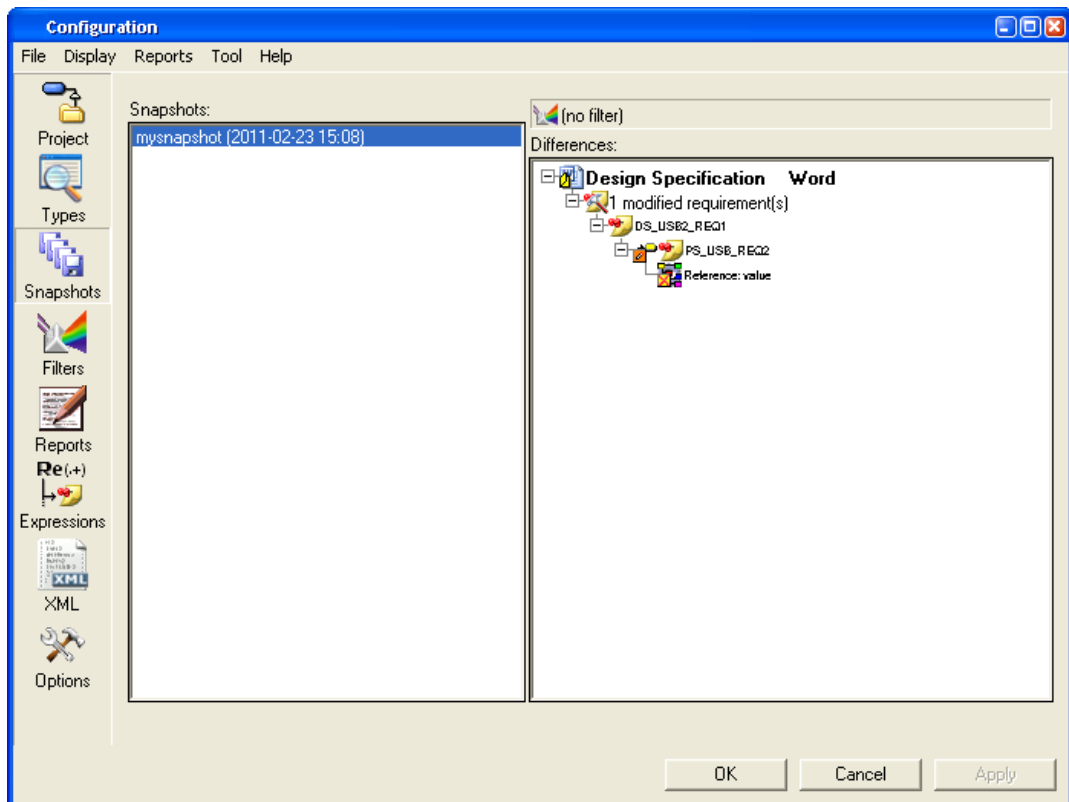 Configuration
File Display Reports Tool Help
Project
Types
Snapshots
Filters
Reports
Re(.+)
Expressions
XML
XML
Options
Snapshots:
mysnapshot (2011-02-23 15:08)
(no filter)
Differences:
Design Specification Word
1 modified requirement(s)
DS_USB2_REQ1
PS_USB_REQ2
Reference: value
OK Cancel Apply